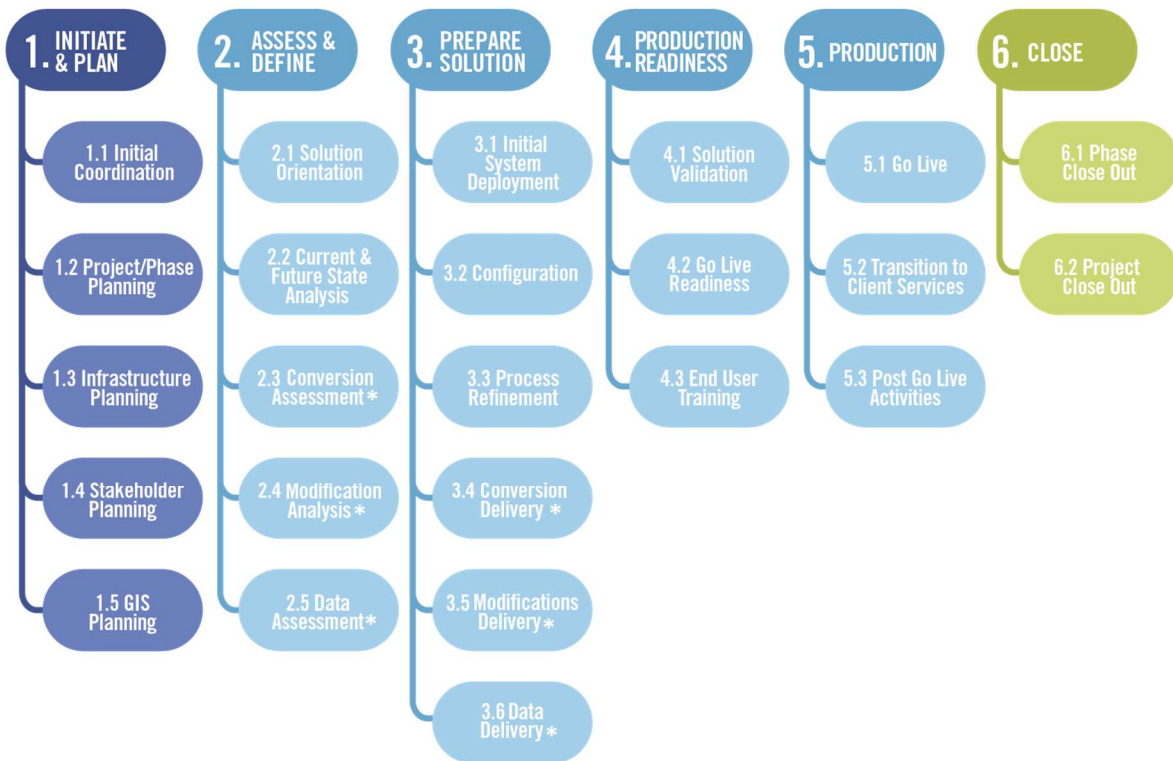 1. INITIATE
& PLAN
1.1 Initial
Coordination
1.2 Project/Phase
Planning
1.3 Infrastructure
Planning
1.4 Stakeholder
Planning
1.5 GIS
Planning
2. ASSESS &
DEFINE
2.1 Solution
Orientation
2.2 Current &
Future State
Analysis
2.3 Conversion
Assessment*
2.4 Modification
Analysis*
2.5 Data
Assessment*
3. PREPARE
SOLUTION
3.1 Initial
System
Deployment
3.2 Configuration
3.3 Process
Refinement
3.4 Conversion
Delivery *
3.5 Modifications
Delivery*
3.6 Data
Delivery*
4. PRODUCTION
READINESS
4.1 Solution
Validation
4.2 Go Live
Readiness
4.3 End User
Training
5. PRODUCTION
5.1 Go Live
5.2 Transition to
Client Services
5.3 Post Go Live
Activities
6. CLOSE
6.1 Phase
Close Out
6.2 Project
Close Out